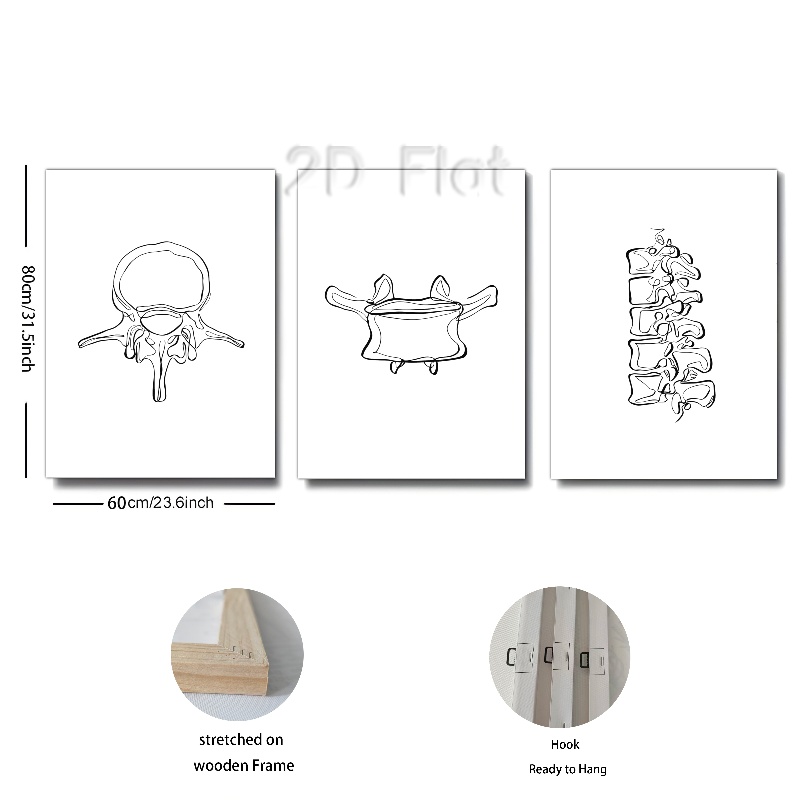 2D Flat
80cm/31.5inch
60cm/23.6inch
stretched on
wooden Frame
Hook
Ready to Hang